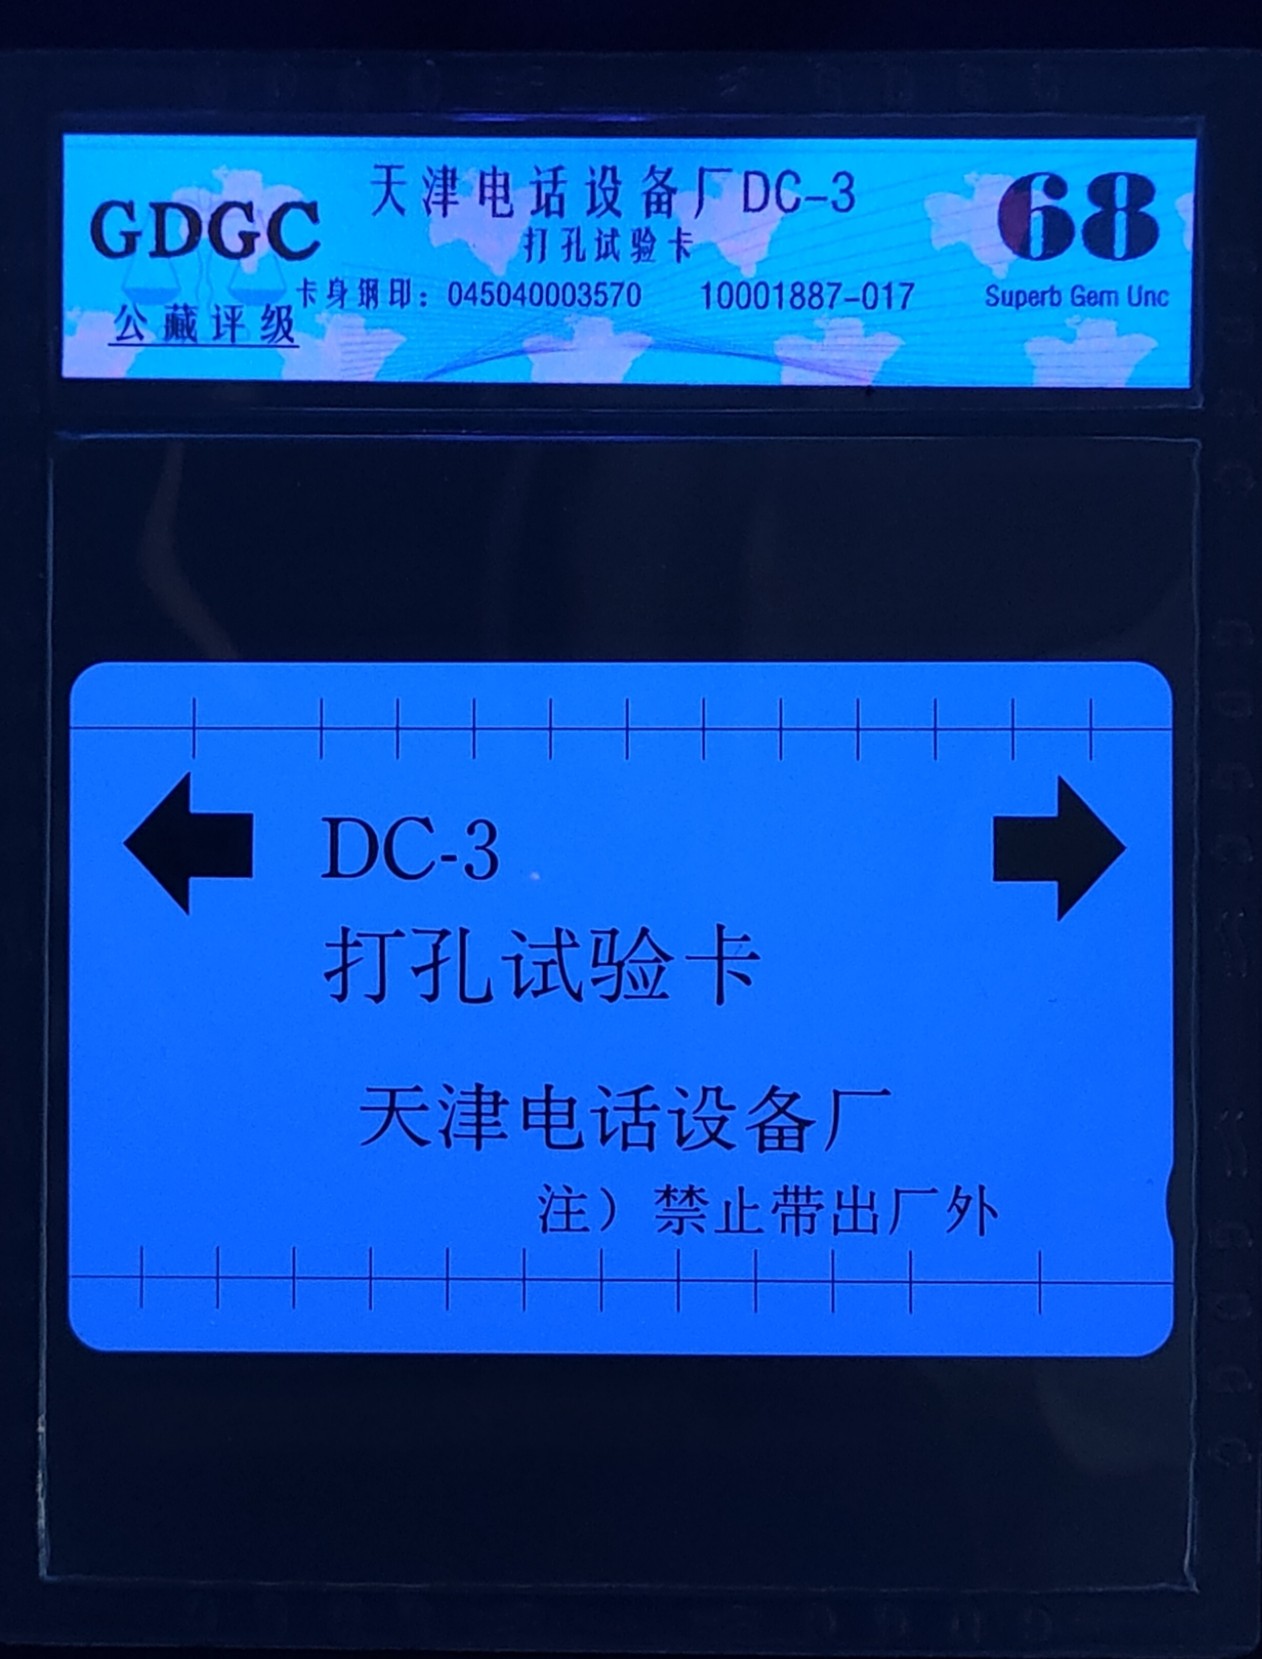 GDGC
公藏评级
天津电话设备厂DC-3
打孔试验卡
卡身钢印：045040003570 10001887-017
68
Superb Gem Unc
DC-3
打孔试验卡
天津电话设备厂
注）禁止带出厂外